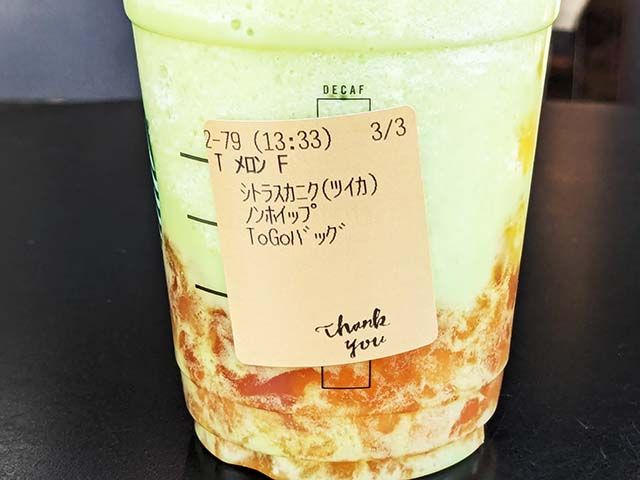 DECAF
2-79 (13:33) 3/3
T ﾒﾛﾝ F
ｼﾄﾗｽｶﾆｸ(ﾂｲｶ)
ﾉﾝﾎｲｯﾌﾟ
ToGoﾊﾞｯｸﾞ
Thank
you